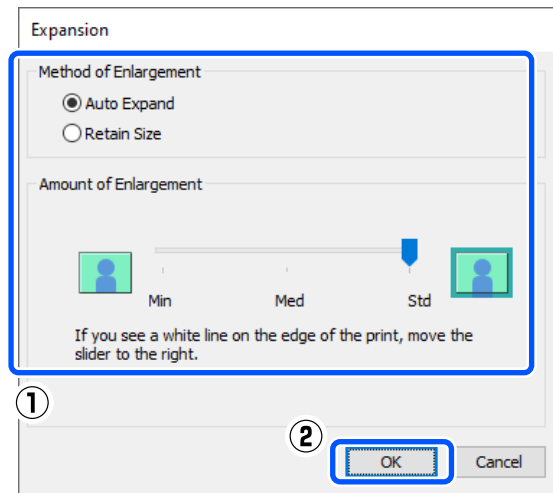 Expansion
Method of Enlargement
Auto Expand
Retain Size
Amount of Enlargement
Min Med Std
If you see a white line on the edge of the print, move the
slider to the right.
①
②
OK Cancel